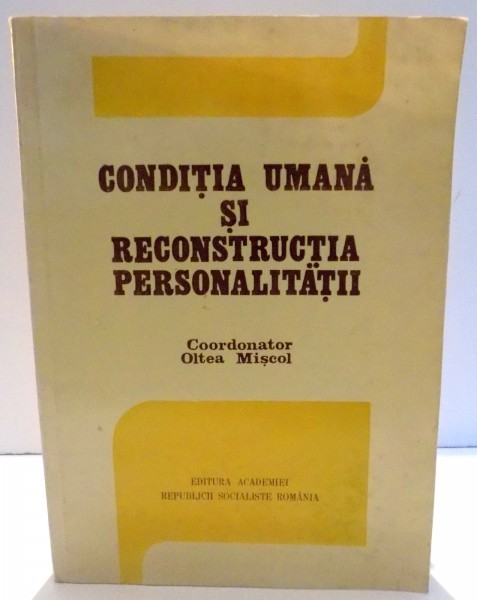 CONDIȚIA UMANĂ
ȘI
RECONSTRUCȚIA
PERSONALITĂȚII
Coordonator
Oltea Mișcol
EDITURA ACADEMIEI
REPUBLICII SOCIALISTE ROMÂNIA